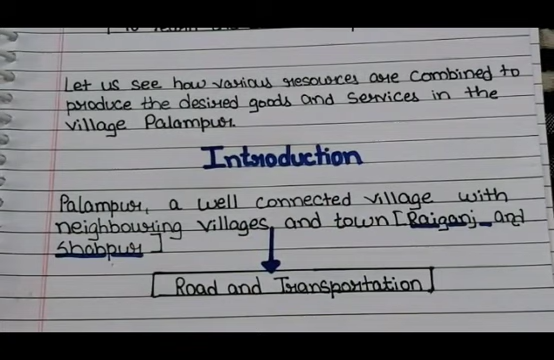 Let us see how various resources are combined to
produce the desired goods and services in the
village Palampur.
Introduction
Palampur, a well connected village with
neighbouring villages and town [Raiganj and
Shahpur]
[Road and Transportation]